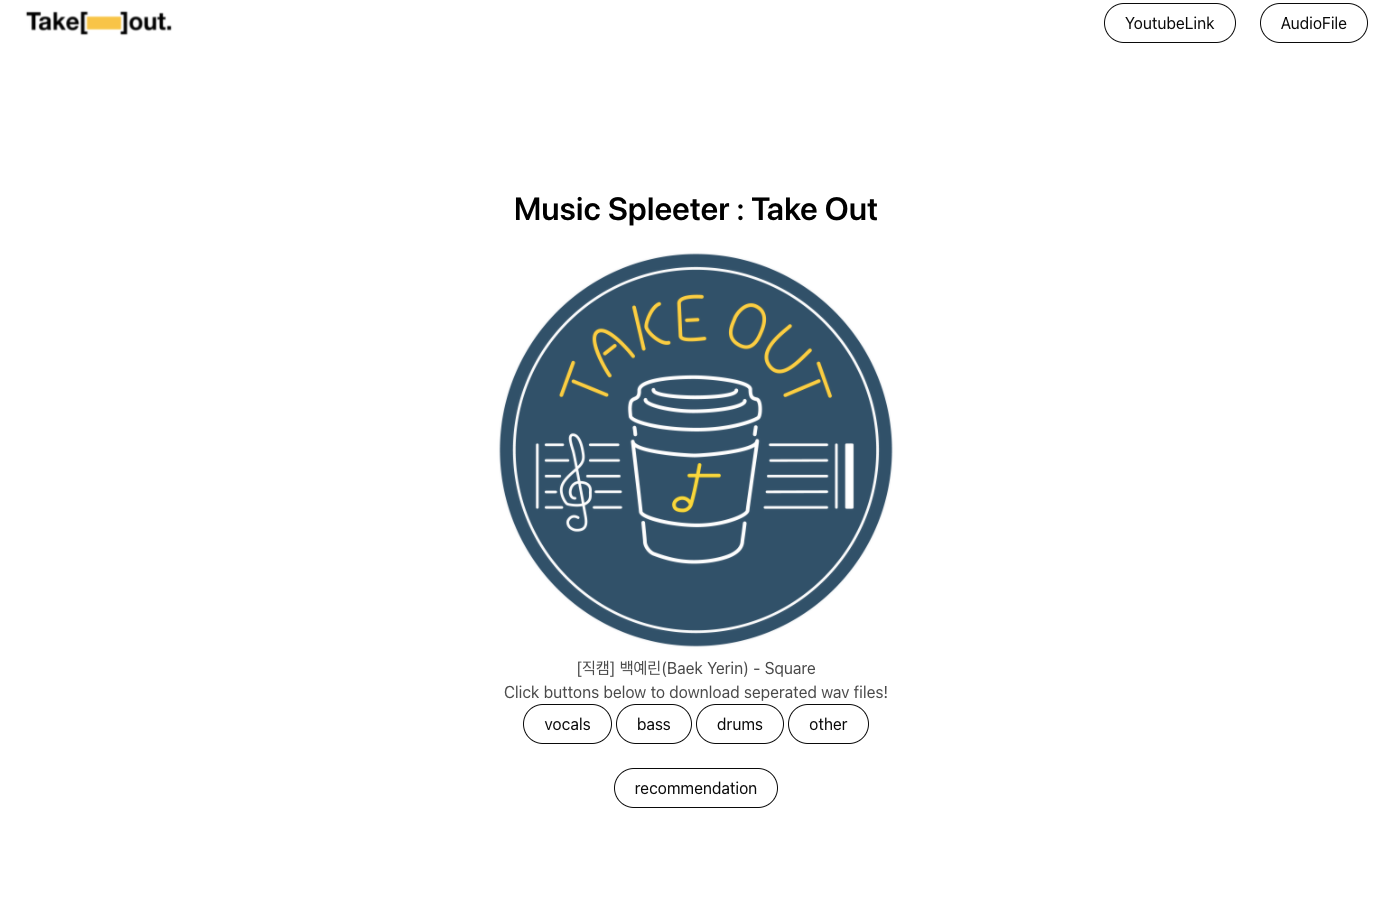 Take[ ]out.
YoutubeLink
AudioFile
Music Spleeter : Take Out
TAKE OUT
[직캠] 백예린(Baek Yerin) - Square
Click buttons below to download seperated wav files!
vocals
bass
drums
other
recommendation